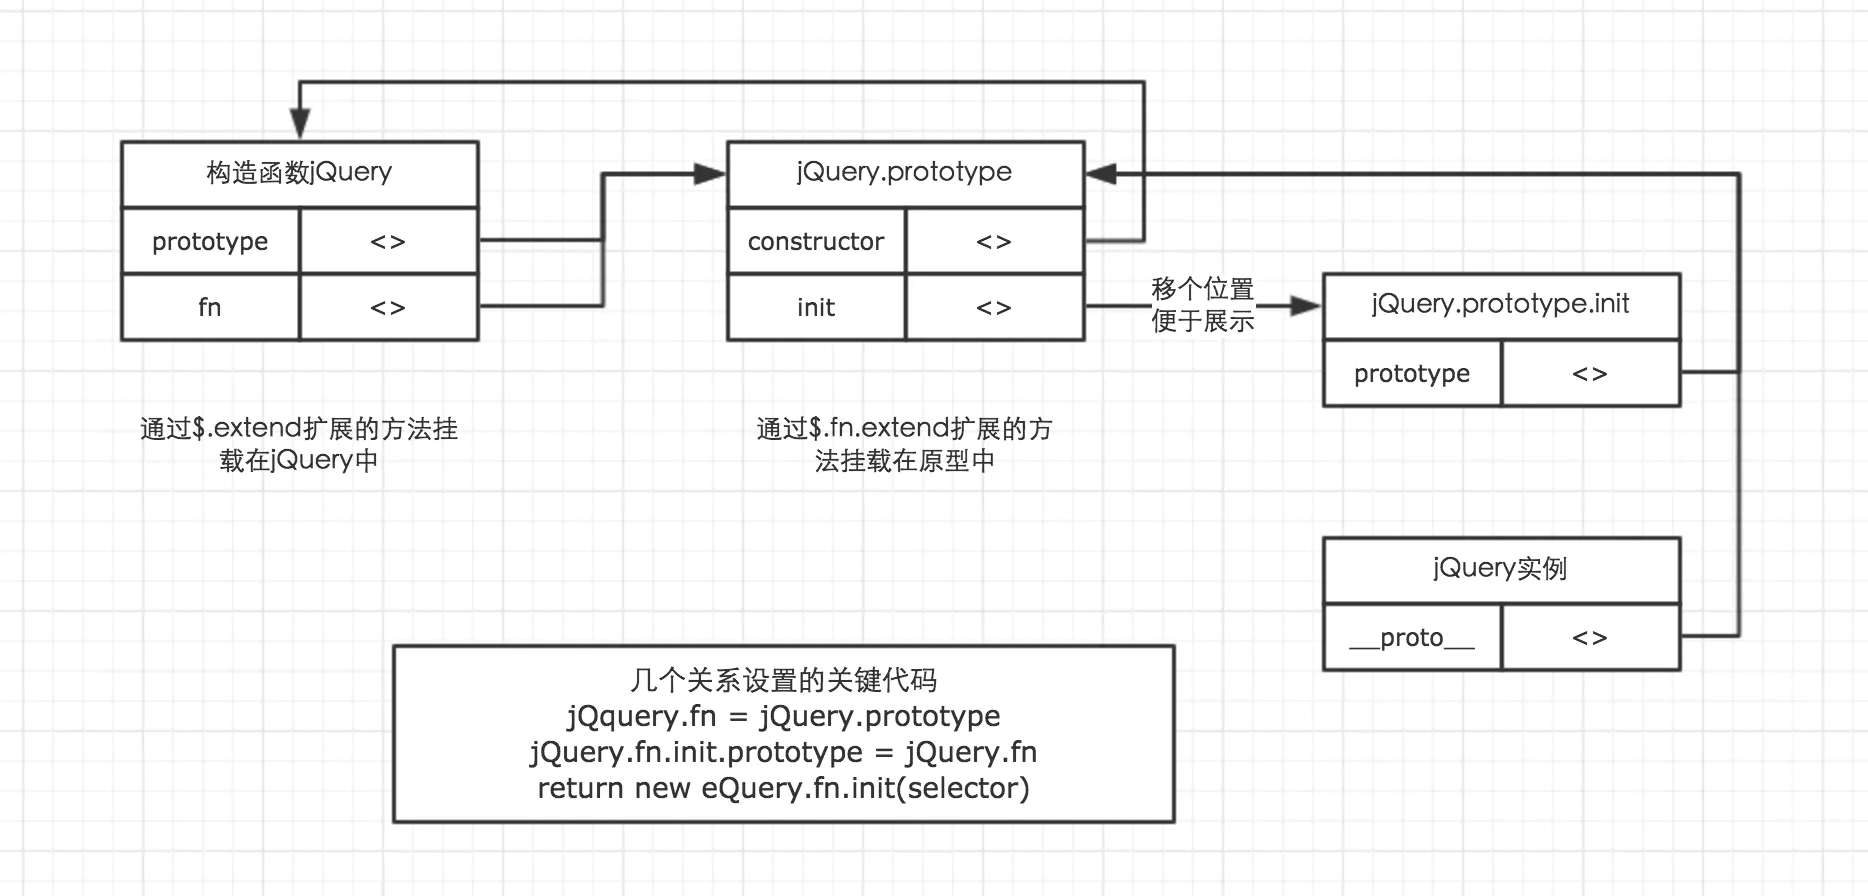 构造函数jQuery
prototype
<>
fn
<>
通过$.extend扩展的方法挂
载在jQuery中
jQuery.prototype
constructor
<>
init
<>
通过$.fn.extend扩展的方
法挂载在原型中
移个位置
便于展示
jQuery.prototype.init
prototype
<>
jQuery实例
__proto__
<>
几个关系设置的关键代码
jQquery.fn = jQuery.prototype
jQuery.fn.init.prototype = jQuery.fn
return new eQuery.fn.init(selector)